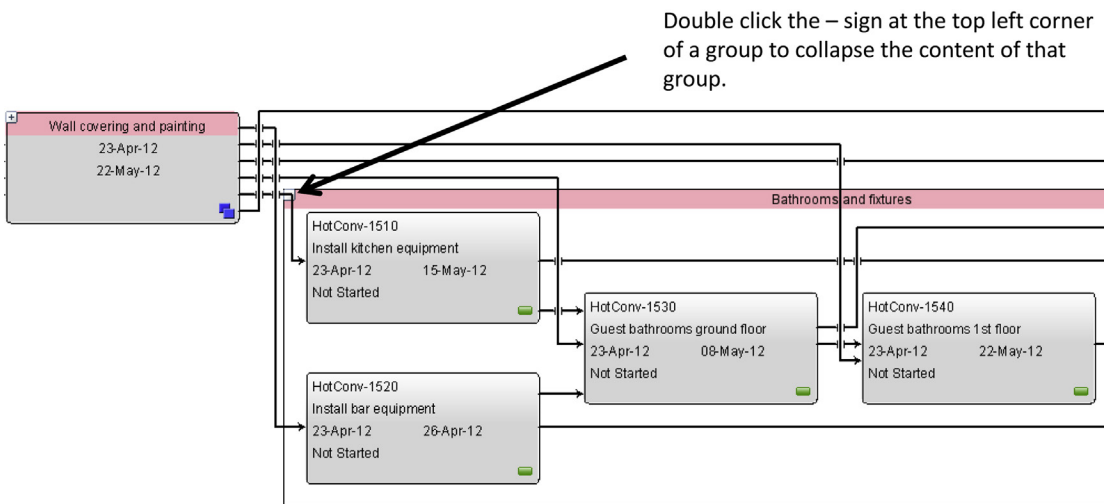 Double click the – sign at the top left corner
of a group to collapse the content of that
group.
Wall covering and painting
23-Apr-12
22-May-12
Bathrooms and fixtures
HotConv-1510
Install kitchen equipment
23-Apr-12 15-May-12
Not Started
HotConv-1530
Guest bathrooms ground floor
23-Apr-12 08-May-12
Not Started
HotConv-1540
Guest bathrooms 1st floor
23-Apr-12 22-May-12
Not Started
HotConv-1520
Install bar equipment
23-Apr-12 26-Apr-12
Not Started